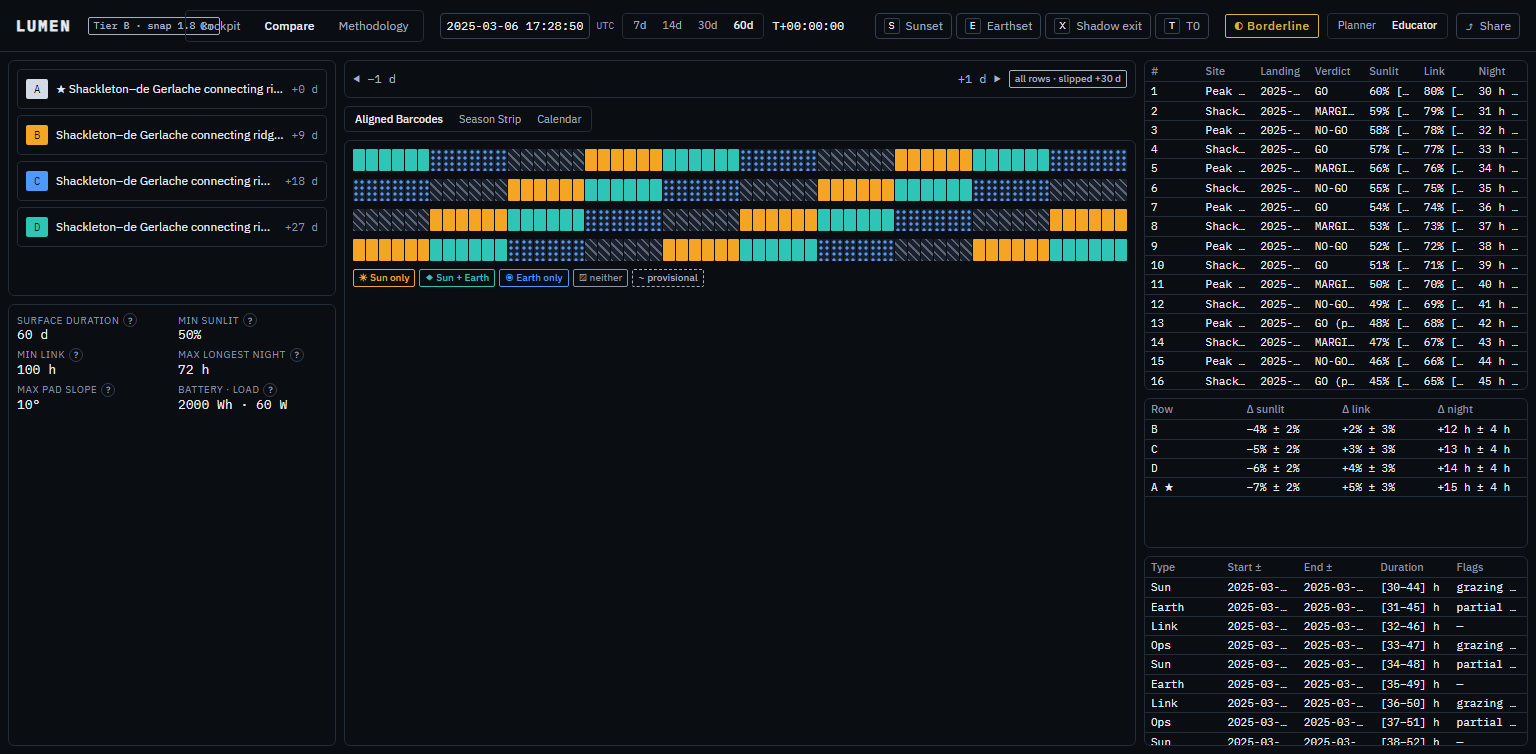 LUMEN
Tier B · snap 1.8
Compare
Methodology
2025-03-06 17:28:50 UTC
7d 14d 30d 60d
T+00:00:00
S Sunset
E Earthset
X Shadow exit
T T0
◐ Borderline
Planner Educator
⤴ Share
A ★ Shackleton–de Gerlache connecting ri… +0 d
B Shackleton–de Gerlache connecting ridg… +9 d
C Shackleton–de Gerlache connecting ri… +18 d
D Shackleton–de Gerlache connecting ri… +27 d
SURFACE DURATION ? MIN SUNLIT ?
60 d 50%
MIN LINK ? MAX LONGEST NIGHT ?
100 h 72 h
MAX PAD SLOPE ? BATTERY · LOAD ?
10° 2000 Wh · 60 W
◀ −1 d +1 d ▶ all rows · slipped +30 d
Aligned Barcodes Season Strip Calendar
☀ Sun only ◆ Sun + Earth ◉ Earth only ▨ neither ~ provisional
# Site Landing Verdict Sunlit Link Night
1 Peak … 2025-… GO 60% [… 80% [… 30 h …
2 Shack… 2025-… MARGI… 59% [… 79% [… 31 h …
3 Peak … 2025-… NO-GO 58% [… 78% [… 32 h …
4 Shack… 2025-… GO 57% [… 77% [… 33 h …
5 Peak … 2025-… MARGI… 56% [… 76% [… 34 h …
6 Shack… 2025-… NO-GO 55% [… 75% [… 35 h …
7 Peak … 2025-… GO 54% [… 74% [… 36 h …
8 Shack… 2025-… MARGI… 53% [… 73% [… 37 h …
9 Peak … 2025-… NO-GO 52% [… 72% [… 38 h …
10 Shack… 2025-… GO 51% [… 71% [… 39 h …
11 Peak … 2025-… MARGI… 50% [… 70% [… 40 h …
12 Shack… 2025-… NO-GO… 49% [… 69% [… 41 h …
13 Peak … 2025-… GO (p… 48% [… 68% [… 42 h …
14 Shack… 2025-… MARGI… 47% [… 67% [… 43 h …
15 Peak … 2025-… NO-GO… 46% [… 66% [… 44 h …
16 Shack… 2025-… GO (p… 45% [… 65% [… 45 h …
Row Δ sunlit Δ link Δ night
B −4% ± 2% +2% ± 3% +12 h ± 4 h
C −5% ± 2% +3% ± 3% +13 h ± 4 h
D −6% ± 2% +4% ± 3% +14 h ± 4 h
A ★ −7% ± 2% +5% ± 3% +15 h ± 4 h
Type Start ± End ± Duration Flags
Sun 2025-03-… 2025-03-… [30–44] h grazing …
Earth 2025-03-… 2025-03-… [31–45] h partial …
Link 2025-03-… 2025-03-… [32–46] h —
Ops 2025-03-… 2025-03-… [33–47] h grazing …
Sun 2025-03-… 2025-03-… [34–48] h partial …
Earth 2025-03-… 2025-03-… [35–49] h —
Link 2025-03-… 2025-03-… [36–50] h grazing …
Ops 2025-03-… 2025-03-… [37–51] h partial …
Sun 2025-03-… 2025-03-… [38–52] h —